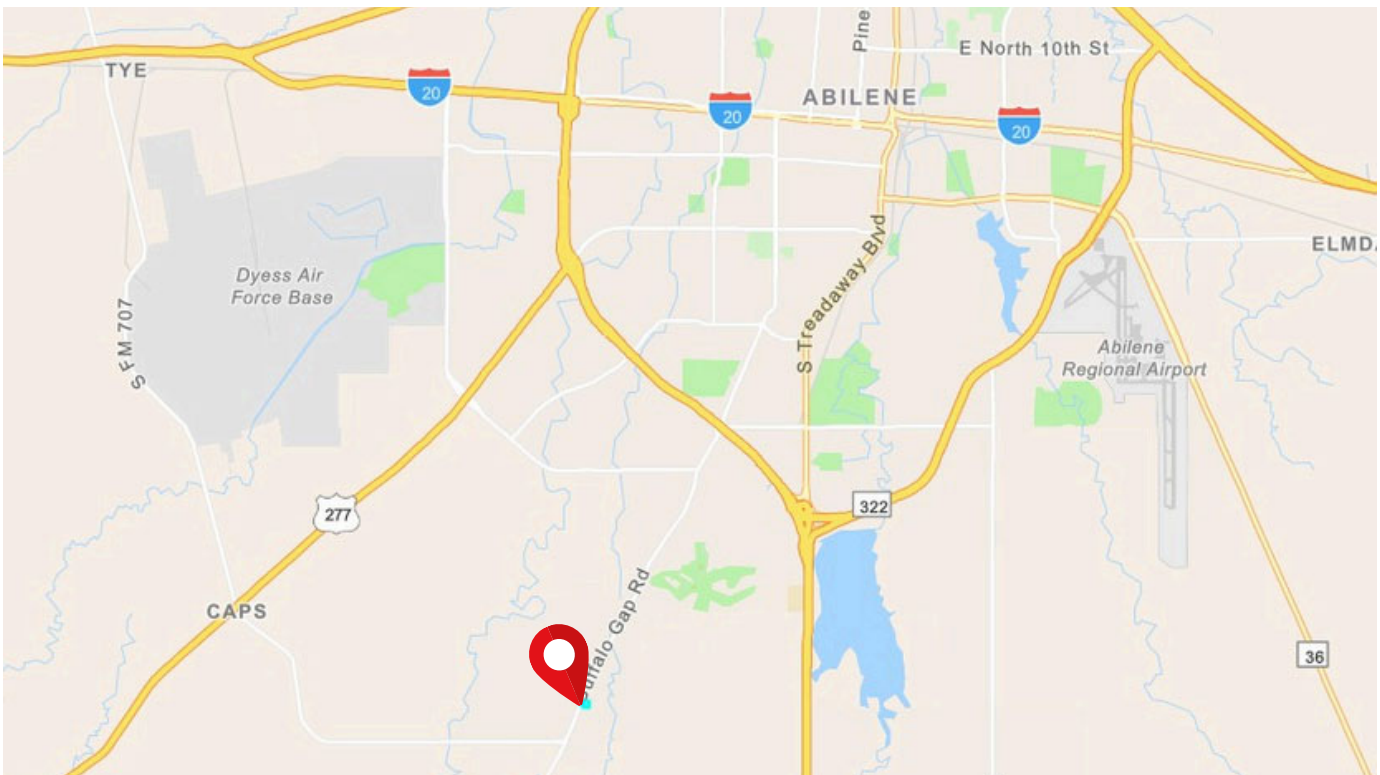 E North 10th St
Pine
TYE
20
20
ABILENE
20
S Treadaway Blvd
ELMD
Dyess Air
Force Base
S FM 707
Abilene
Regional Airport
277
322
CAPS
Buffalo Gap Rd
36